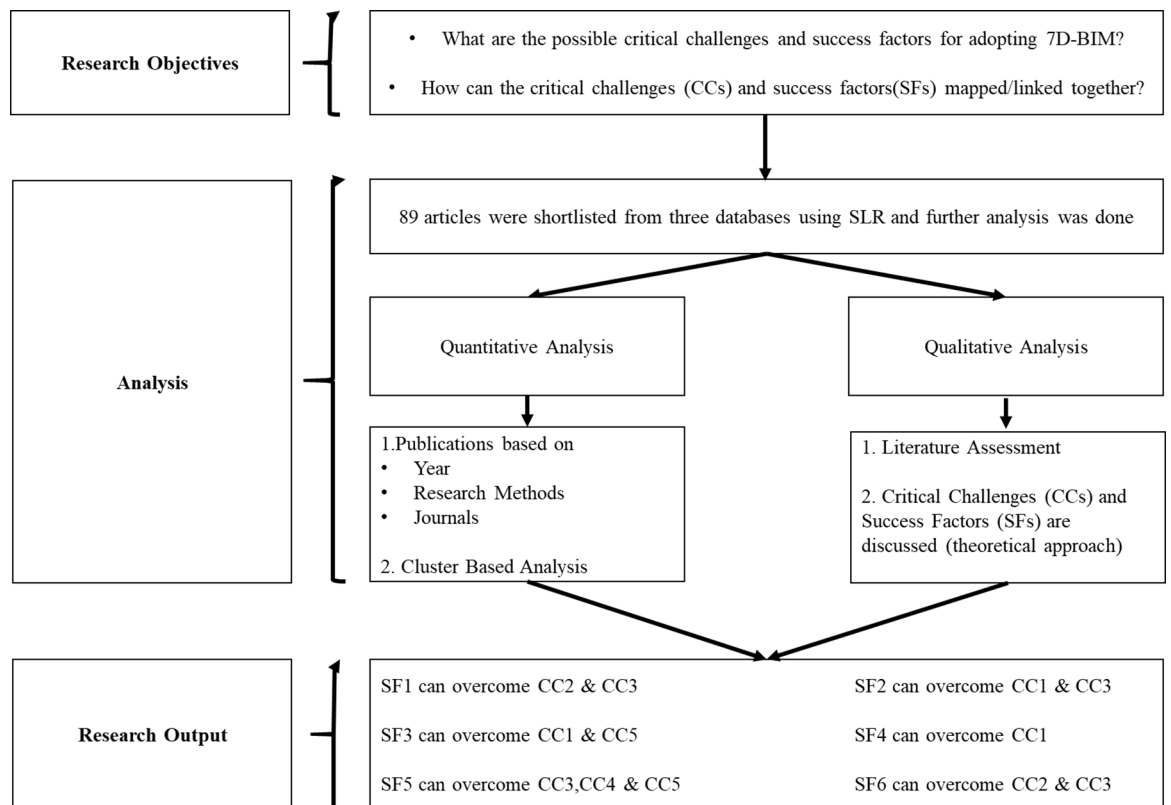 Research Objectives
• What are the possible critical challenges and success factors for adopting 7D-BIM?
• How can the critical challenges (CCs) and success factors(SFs) mapped/linked together?
Analysis
89 articles were shortlisted from three databases using SLR and further analysis was done
Quantitative Analysis
Qualitative Analysis
1.Publications based on
• Year
• Research Methods
• Journals
2. Cluster Based Analysis
1. Literature Assessment
2. Critical Challenges (CCs) and
Success Factors (SFs) are
discussed (theoretical approach)
Research Output
SF1 can overcome CC2 & CC3
SF2 can overcome CC1 & CC3
SF3 can overcome CC1 & CC5
SF4 can overcome CC1
SF5 can overcome CC3,CC4 & CC5
SF6 can overcome CC2 & CC3